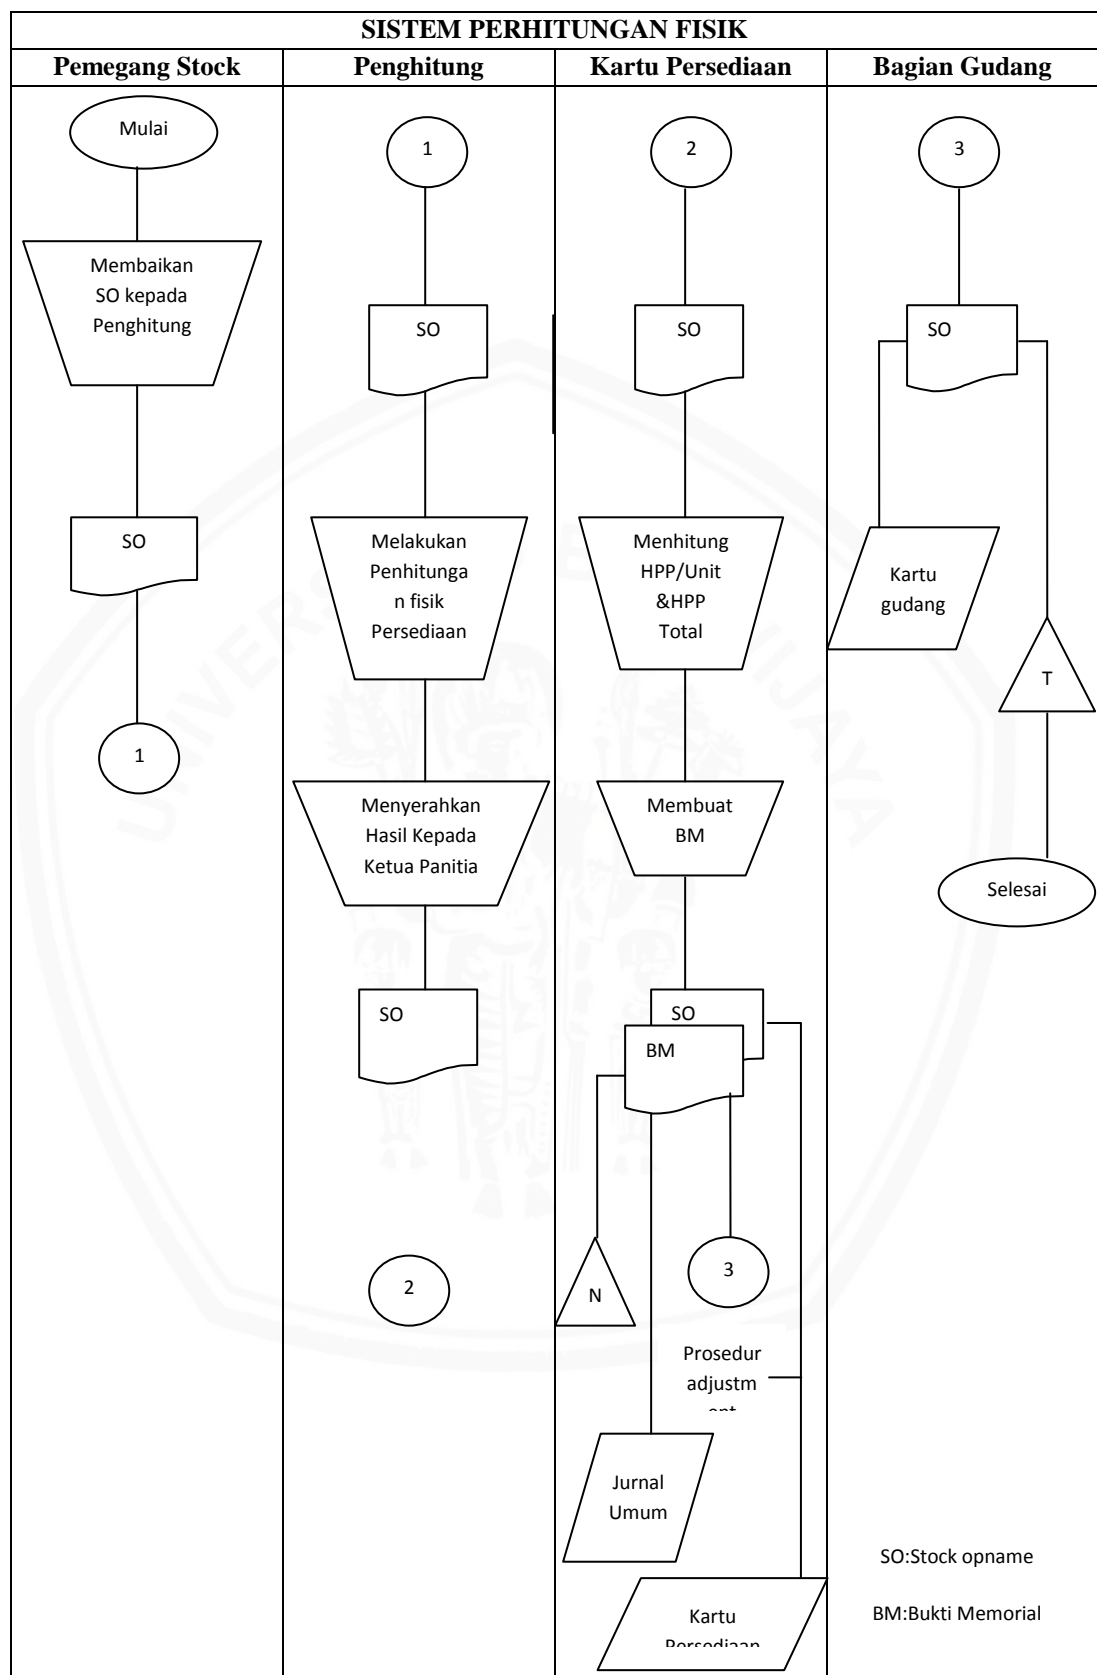 SISTEM PERHITUNGAN FISIK
Pemegang Stock
Penghitung
Kartu Persediaan
Bagian Gudang
Mulai
Membaikan
SO kepada
Penghitung
SO
1
1
SO
Melakukan
Penhitunga
n fisik
Persediaan
Menyerahkan
Hasil Kepada
Ketua Panitia
SO
2
2
SO
Menhitung
HPP/Unit
&HPP
Total
Membuat
BM
SO
BM
N
3
Prosedur
adjustm
ent
Jurnal
Umum
Kartu
Persediaan
3
SO
Kartu
gudang
T
Selesai
SO:Stock opname
BM:Bukti Memorial